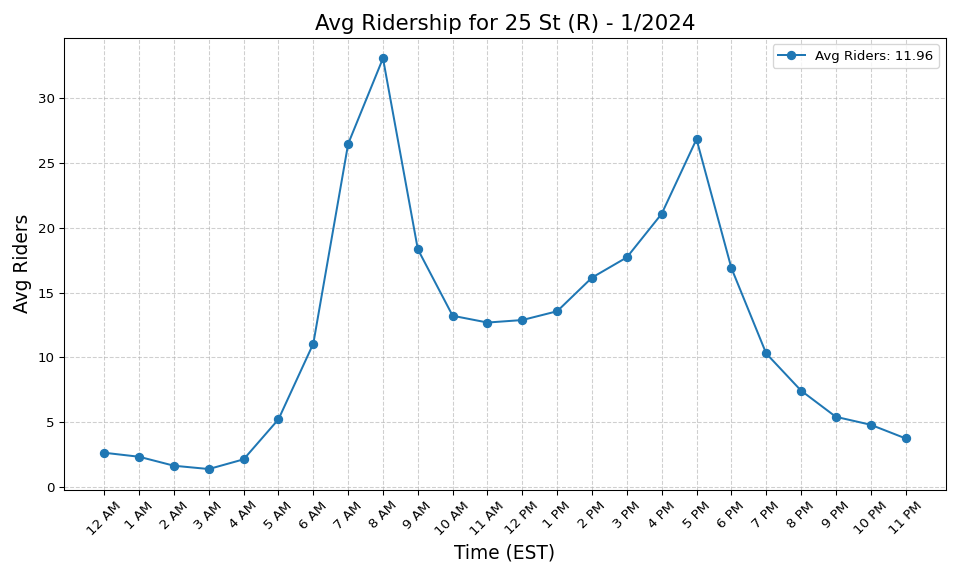 Avg Ridership for 25 St (R) - 1/2024
Avg Riders: 11.96
Avg Riders
30
25
20
15
10
5
0
12 AM
1 AM
2 AM
3 AM
4 AM
5 AM
6 AM
7 AM
8 AM
9 AM
10 AM
11 AM
12 PM
1 PM
2 PM
3 PM
4 PM
5 PM
6 PM
7 PM
8 PM
9 PM
10 PM
11 PM
Time (EST)